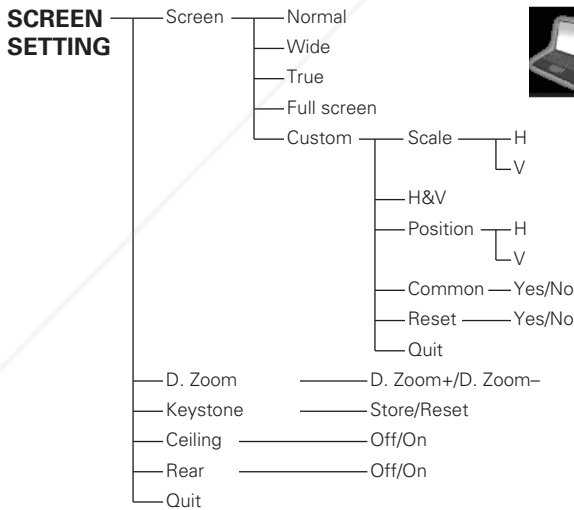 SCREEN SETTING
Screen
Normal
Wide
True
Full screen
Custom
Scale
H
V
H&V
Position
H
V
Common Yes/No
Reset Yes/No
Quit
D. Zoom D. Zoom+/D. Zoom–
Keystone Store/Reset
Ceiling Off/On
Rear Off/On
Quit